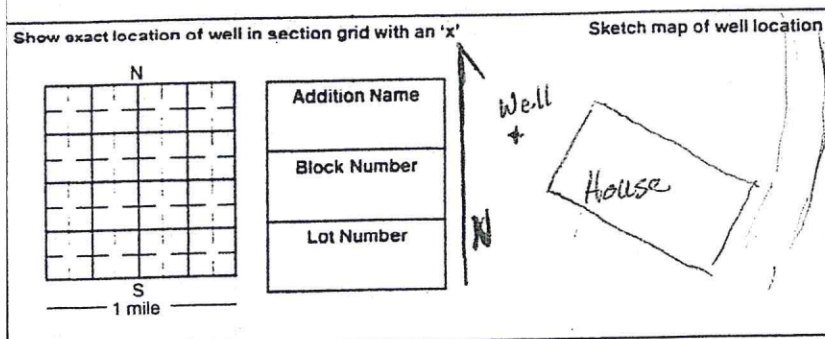 Show exact location of well in section grid with an 'x'
Sketch map of well location
N
S
1 mile
Addition Name
Block Number
Lot Number
N
Well
House